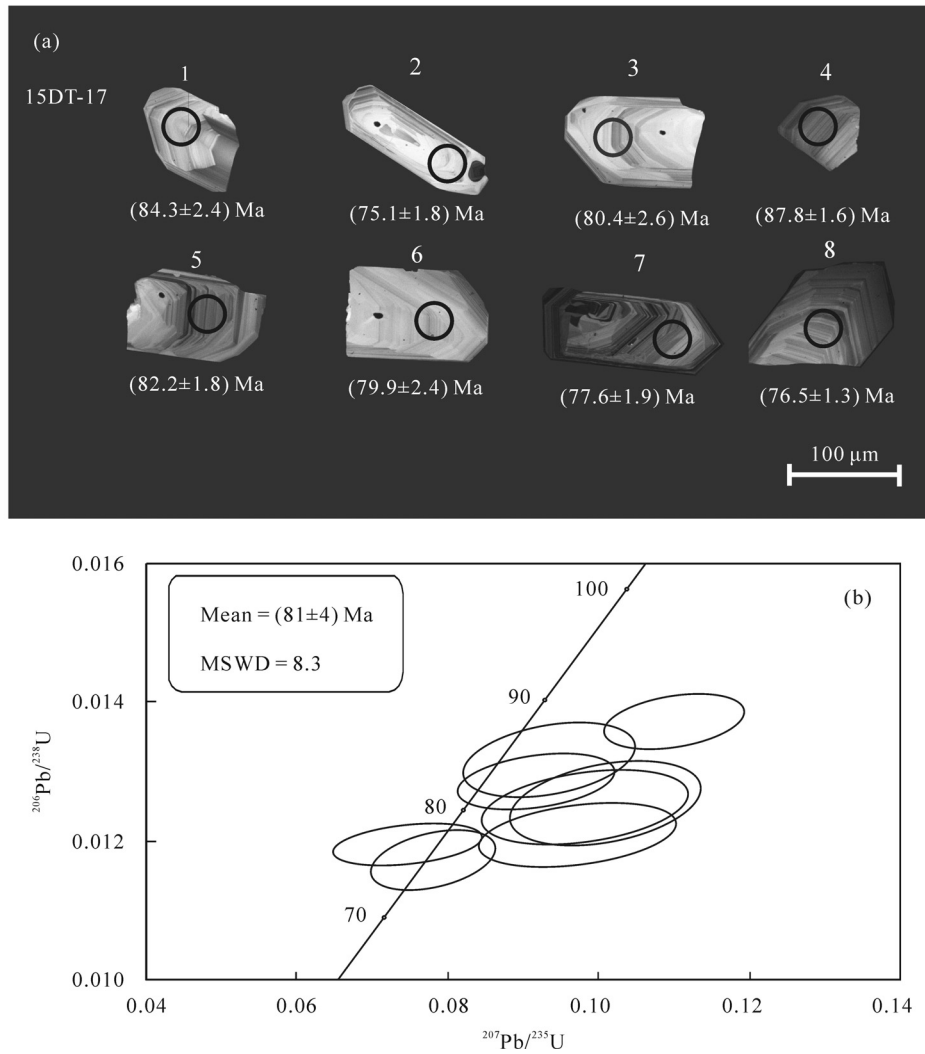 (a)
15DT-17
1 2 3 4
(84.3±2.4) Ma (75.1±1.8) Ma (80.4±2.6) Ma (87.8±1.6) Ma
5 6 7 8
(82.2±1.8) Ma (79.9±2.4) Ma (77.6±1.9) Ma (76.5±1.3) Ma
100 μm
(b)
Mean = (81±4) Ma
MSWD = 8.3
100
90
80
70
0.016
0.014
0.012
0.010
²⁰⁶Pb/²³⁸U
0.04 0.06 0.08 0.10 0.12 0.14
²⁰⁷Pb/²³⁵U